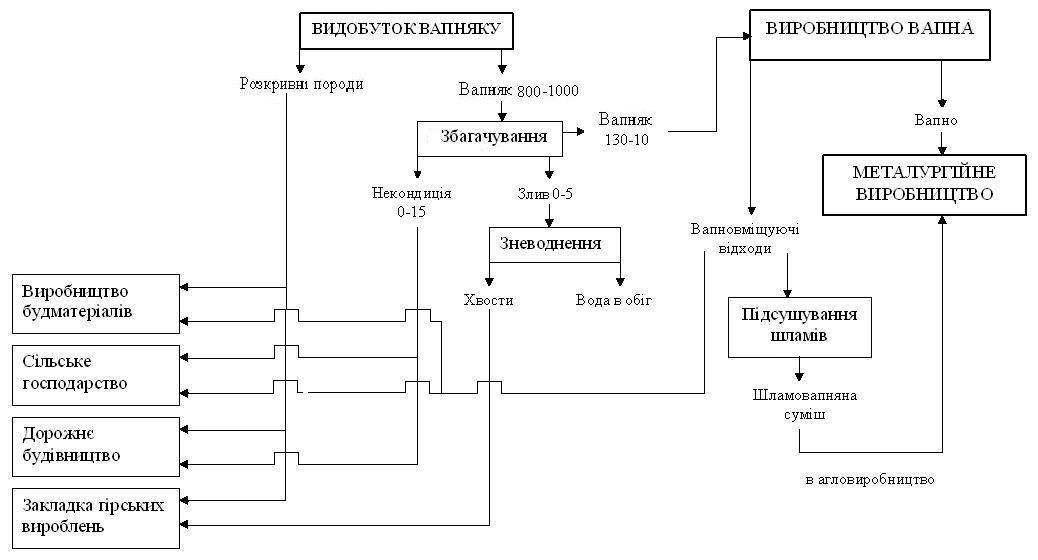 ВИДОБУТОК ВАПНЯКУ
ВИРОБНИЦТВО ВАПНА
Розкривні породи
Вапняк 800-1000
Збагачування
Вапняк
130-10
Вапно
МЕТАЛУРГІЙНЕ
ВИРОБНИЦТВО
Некондиція
0-15
Злив 0-5
Зневоднення
Вапновміщуючі
відходи
Хвости
Вода в обіг
Виробництво
будматеріалів
Підсушування
шламів
Сільське
господарство
Шламовапняна
суміш
Дорожнє
будівництво
в агловиробництво
Закладка гірських
вироблень